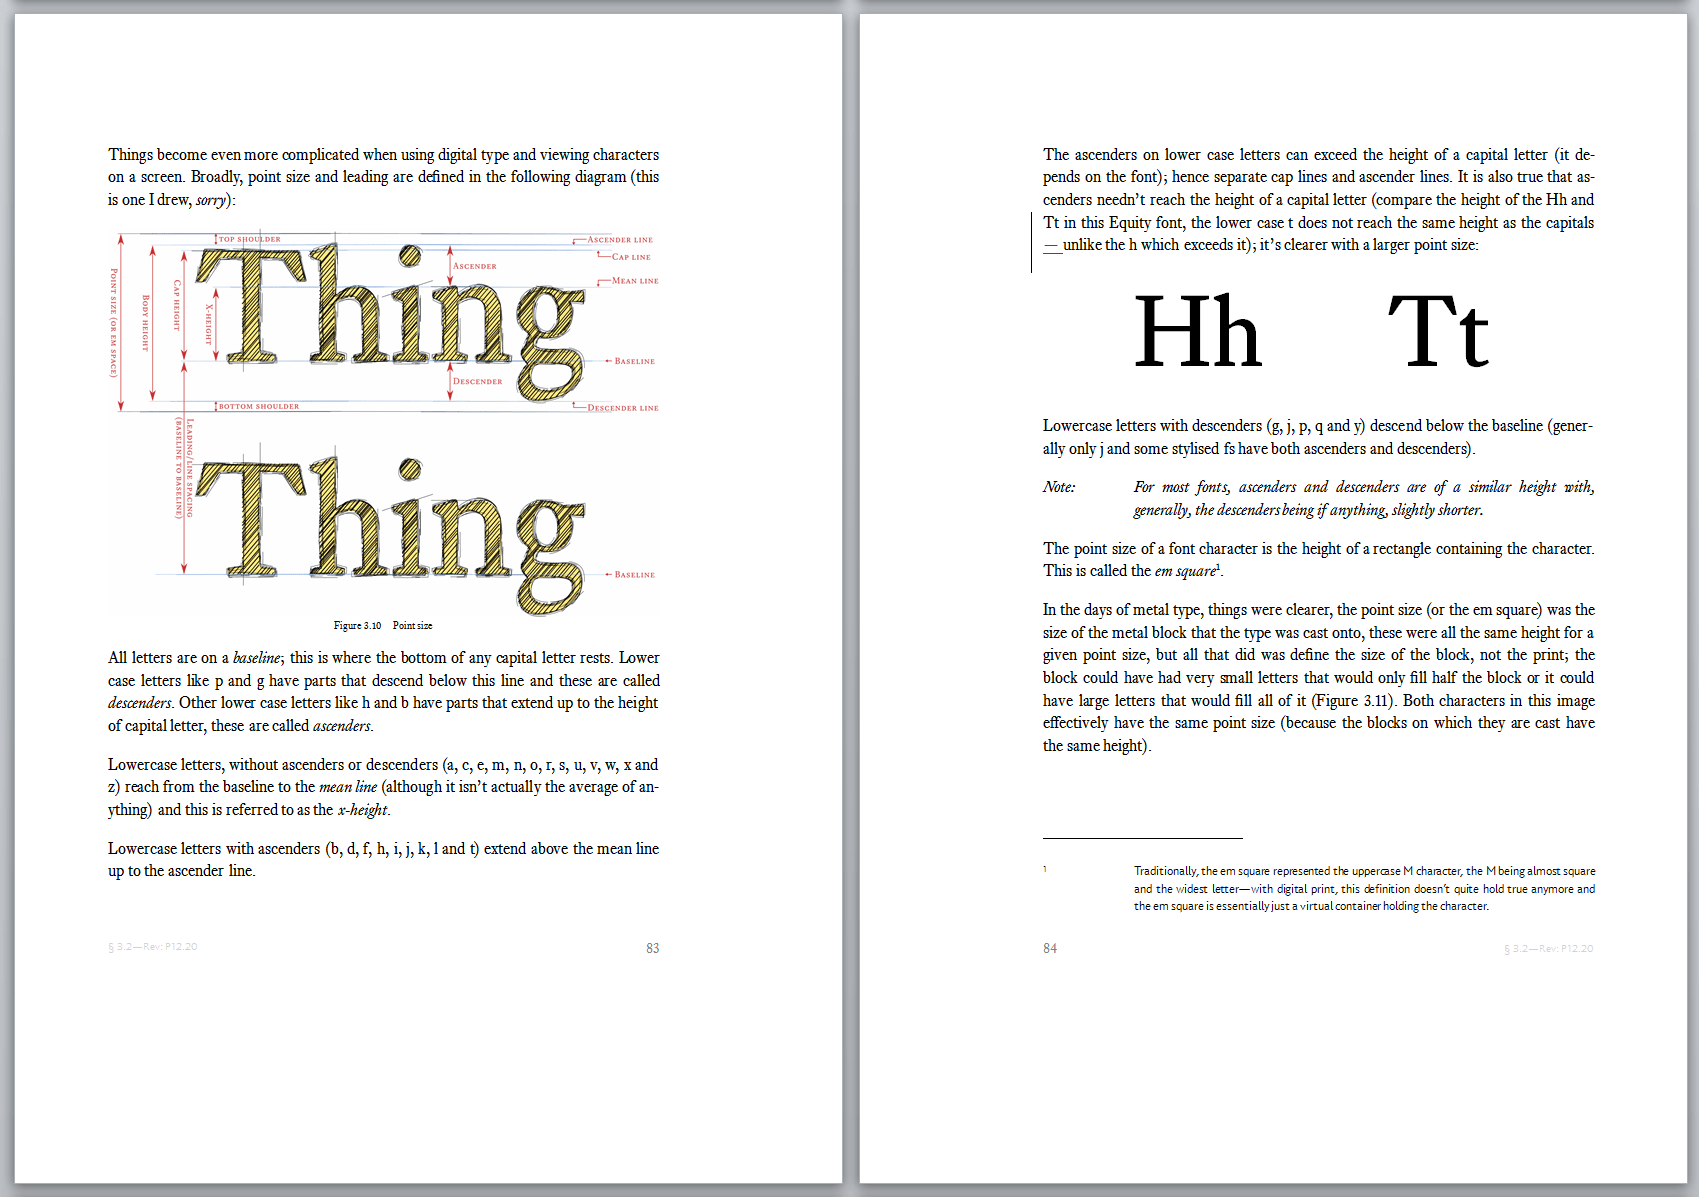 Things become even more complicated when using digital type and viewing characters
on a screen. Broadly, point size and leading are defined in the following diagram (this
is one I drew, sorry):
TOP SHOULDER
ASCENDER LINE
CAP LINE
ASCENDER
MEAN LINE
POINT SIZE (OR EM SPACE)
BODY HEIGHT
CAP HEIGHT
X-HEIGHT
Thing
BASELINE
DESCENDER
BOTTOM SHOULDER
DESCENDER LINE
LEADING/LINE SPACING
(BASELINE TO BASELINE)
Thing
BASELINE
Figure 3.10 Point size
All letters are on a baseline; this is where the bottom of any capital letter rests. Lower
case letters like p and g have parts that descend below this line and these are called
descenders. Other lower case letters like h and b have parts that extend up to the height
of capital letter, these are called ascenders.
Lowercase letters, without ascenders or descenders (a, c, e, m, n, o, r, s, u, v, w, x and
z) reach from the baseline to the mean line (although it isn't actually the average of an-
ything) and this is referred to as the x-height.
Lowercase letters with ascenders (b, d, f, h, i, j, k, l and t) extend above the mean line
up to the ascender line.
§ 3.2—Rev: P12.20
83
The ascenders on lower case letters can exceed the height of a capital letter (it de-
pends on the font); hence separate cap lines and ascender lines. It is also true that as-
cenders needn't reach the height of a capital letter (compare the height of the Hh and
Tt in this Equity font, the lower case t does not reach the same height as the capitals
— unlike the h which exceeds it); it's clearer with a larger point size:
Hh Tt
Lowercase letters with descenders (g, j, p, q and y) descend below the baseline (gener-
ally only j and some stylised fs have both ascenders and descenders).
Note: For most fonts, ascenders and descenders are of a similar height with,
generally, the descenders being if anything, slightly shorter.
The point size of a font character is the height of a rectangle containing the character.
This is called the em square¹.
In the days of metal type, things were clearer, the point size (or the em square) was the
size of the metal block that the type was cast onto, these were all the same height for a
given point size, but all that did was define the size of the block, not the print; the
block could have had very small letters that would only fill half the block or it could
have large letters that would fill all of it (Figure 3.11). Both characters in this image
effectively have the same point size (because the blocks on which they are cast have
the same height).
1 Traditionally, the em square represented the uppercase M character, the M being almost square
and the widest letter—with digital print, this definition doesn't quite hold true anymore and
the em square is essentially just a virtual container holding the character.
84
§ 3.2—Rev: P12.20